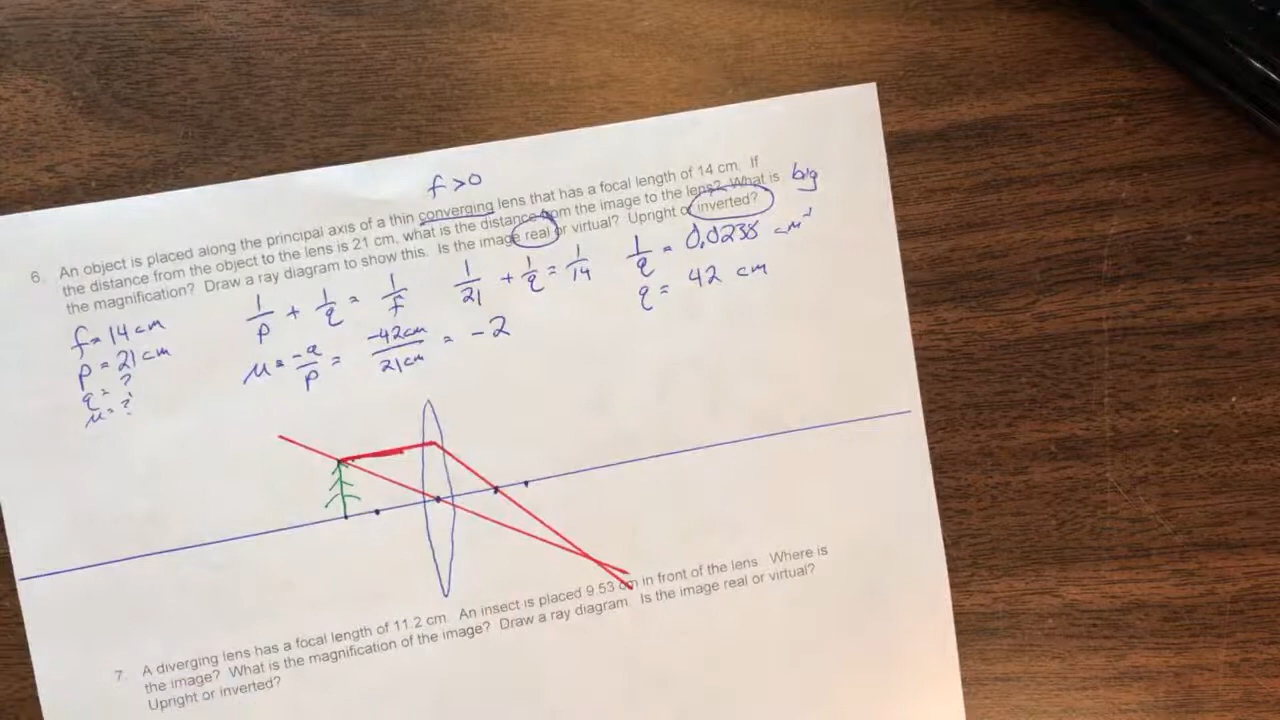 f >0
6. An object is placed along the principal axis of a thin converging lens that has a focal length of 14 cm. If
the distance from the object to the lens is 21 cm, what is the distance from the image to the lens? What is big
the magnification? Draw a ray diagram to show this. Is the image real or virtual? Upright or inverted?
f = 14 cm
p = 21 cm
q = ?
M = ?
1/p + 1/q = 1/f
1/21 + 1/q = 1/14
1/q = 0.0238 cm⁻¹
q = 42 cm
M = -q/p = -42cm/21cm = -2
7. A diverging lens has a focal length of 11.2 cm. An insect is placed 9.53 cm in front of the lens. Where is
the image? What is the magnification of the image? Draw a ray diagram. Is the image real or virtual?
Upright or inverted?